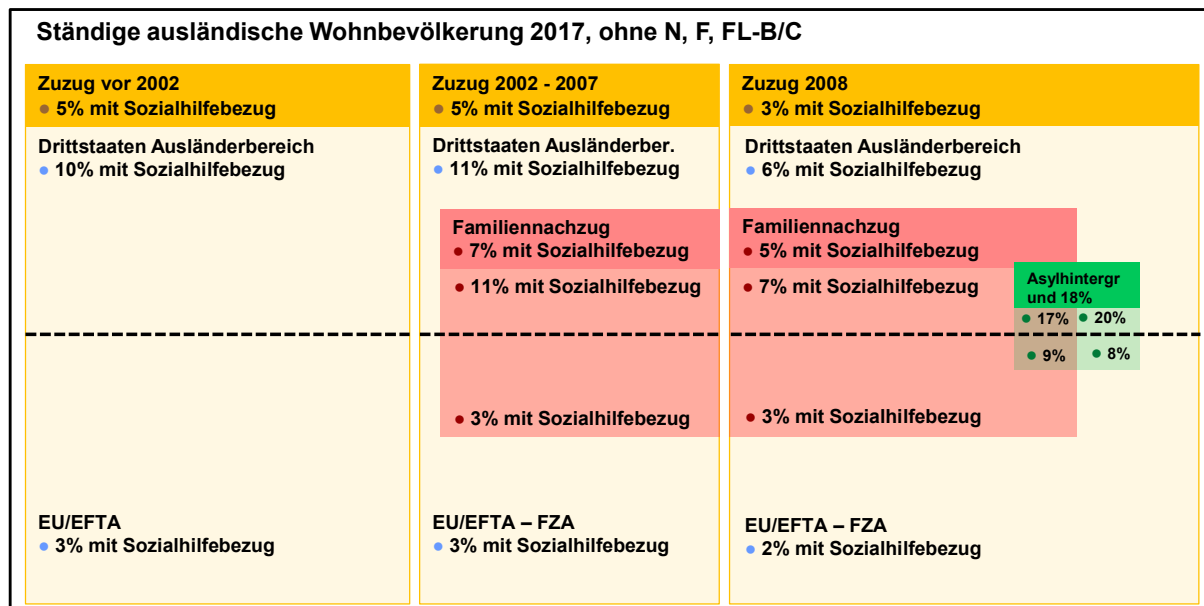 Ständige ausländische Wohnbevölkerung 2017, ohne N, F, FL-B/C
Zuzug vor 2002
● 5% mit Sozialhilfebezug
Drittstaaten Ausländerbereich
● 10% mit Sozialhilfebezug
EU/EFTA
● 3% mit Sozialhilfebezug
Zuzug 2002 - 2007
● 5% mit Sozialhilfebezug
Drittstaaten Ausländerber.
● 11% mit Sozialhilfebezug
Familiennachzug
● 7% mit Sozialhilfebezug
● 11% mit Sozialhilfebezug
● 3% mit Sozialhilfebezug
EU/EFTA – FZA
● 3% mit Sozialhilfebezug
Zuzug 2008
● 3% mit Sozialhilfebezug
Drittstaaten Ausländerbereich
● 6% mit Sozialhilfebezug
Familiennachzug
● 5% mit Sozialhilfebezug
● 7% mit Sozialhilfebezug
Asylhintergr
und 18%
● 17% ● 20%
● 9% ● 8%
● 3% mit Sozialhilfebezug
EU/EFTA – FZA
● 2% mit Sozialhilfebezug